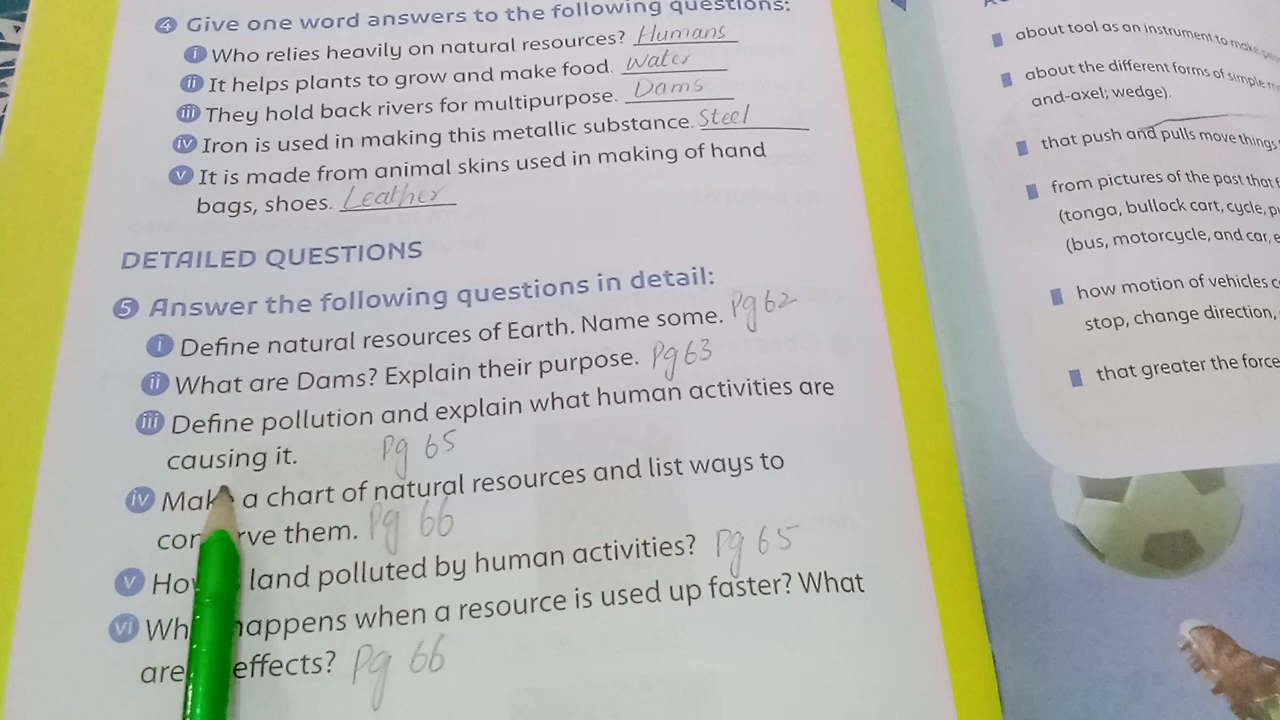 4 Give one word answers to the following questions:
i Who relies heavily on natural resources? Humans
ii It helps plants to grow and make food. Water
iii They hold back rivers for multipurpose. Dams
iv Iron is used in making this metallic substance. Steel
v It is made from animal skins used in making of hand
bags, shoes. Leather
DETAILED QUESTIONS
5 Answer the following questions in detail:
i Define natural resources of Earth. Name some. Pg 62
ii What are Dams? Explain their purpose. Pg 63
iii Define pollution and explain what human activities are
causing it. Pg 65
iv Make a chart of natural resources and list ways to
conserve them. Pg 66
v How is land polluted by human activities? Pg 65
vi What happens when a resource is used up faster? What
are effects? Pg 66
about tool as an instrument to make
about the different forms of simple
and-axel; wedge).
that push and pulls move things
from pictures of the past that
(tonga, bullock cart, cycle,
(bus, motorcycle, and car,
how motion of vehicles
stop, change direction,
that greater the force